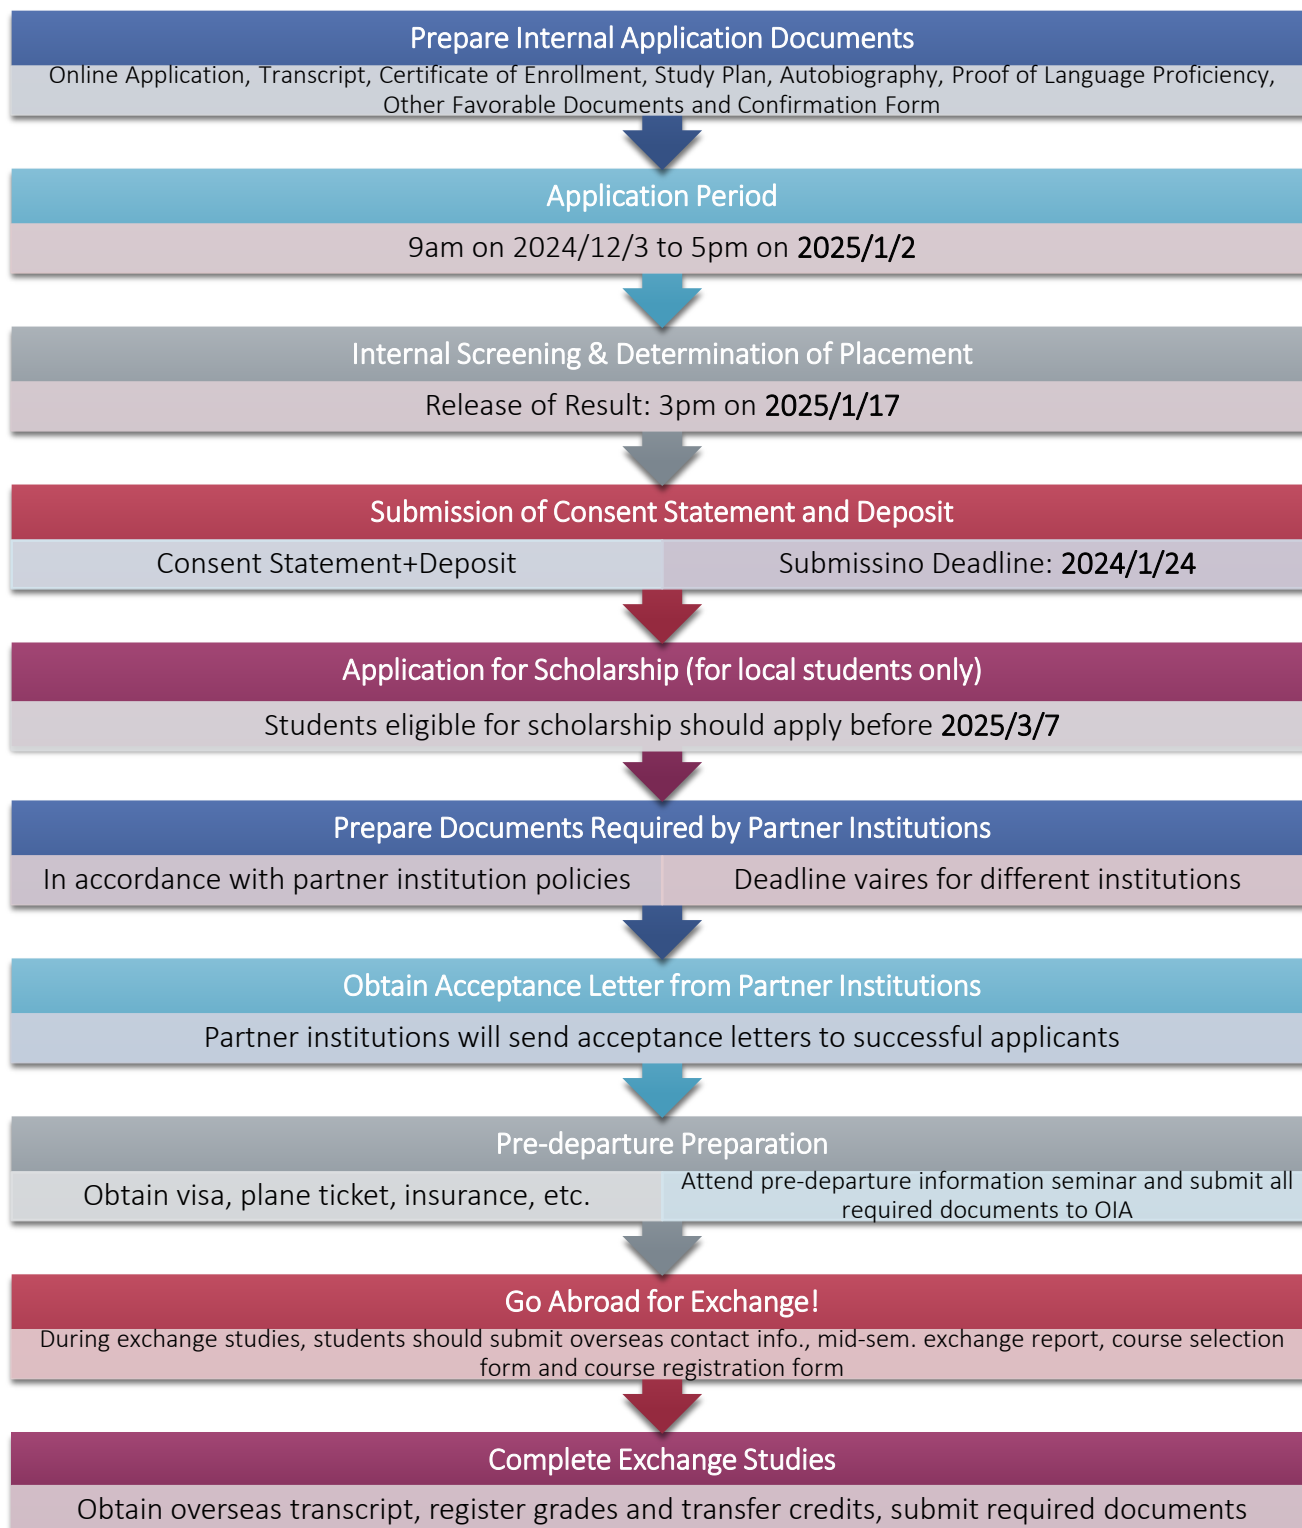 Prepare Internal Application Documents
Online Application, Transcript, Certificate of Enrollment, Study Plan, Autobiography, Proof of Language Proficiency,
Other Favorable Documents and Confirmation Form
Application Period
9am on 2024/12/3 to 5pm on 2025/1/2
Internal Screening & Determination of Placement
Release of Result: 3pm on 2025/1/17
Submission of Consent Statement and Deposit
Consent Statement+Deposit
Submissino Deadline: 2024/1/24
Application for Scholarship (for local students only)
Students eligible for scholarship should apply before 2025/3/7
Prepare Documents Required by Partner Institutions
In accordance with partner institution policies
Deadline vaires for different institutions
Obtain Acceptance Letter from Partner Institutions
Partner institutions will send acceptance letters to successful applicants
Pre-departure Preparation
Obtain visa, plane ticket, insurance, etc.
Attend pre-departure information seminar and submit all
required documents to OIA
Go Abroad for Exchange!
During exchange studies, students should submit overseas contact info., mid-sem. exchange report, course selection
form and course registration form
Complete Exchange Studies
Obtain overseas transcript, register grades and transfer credits, submit required documents